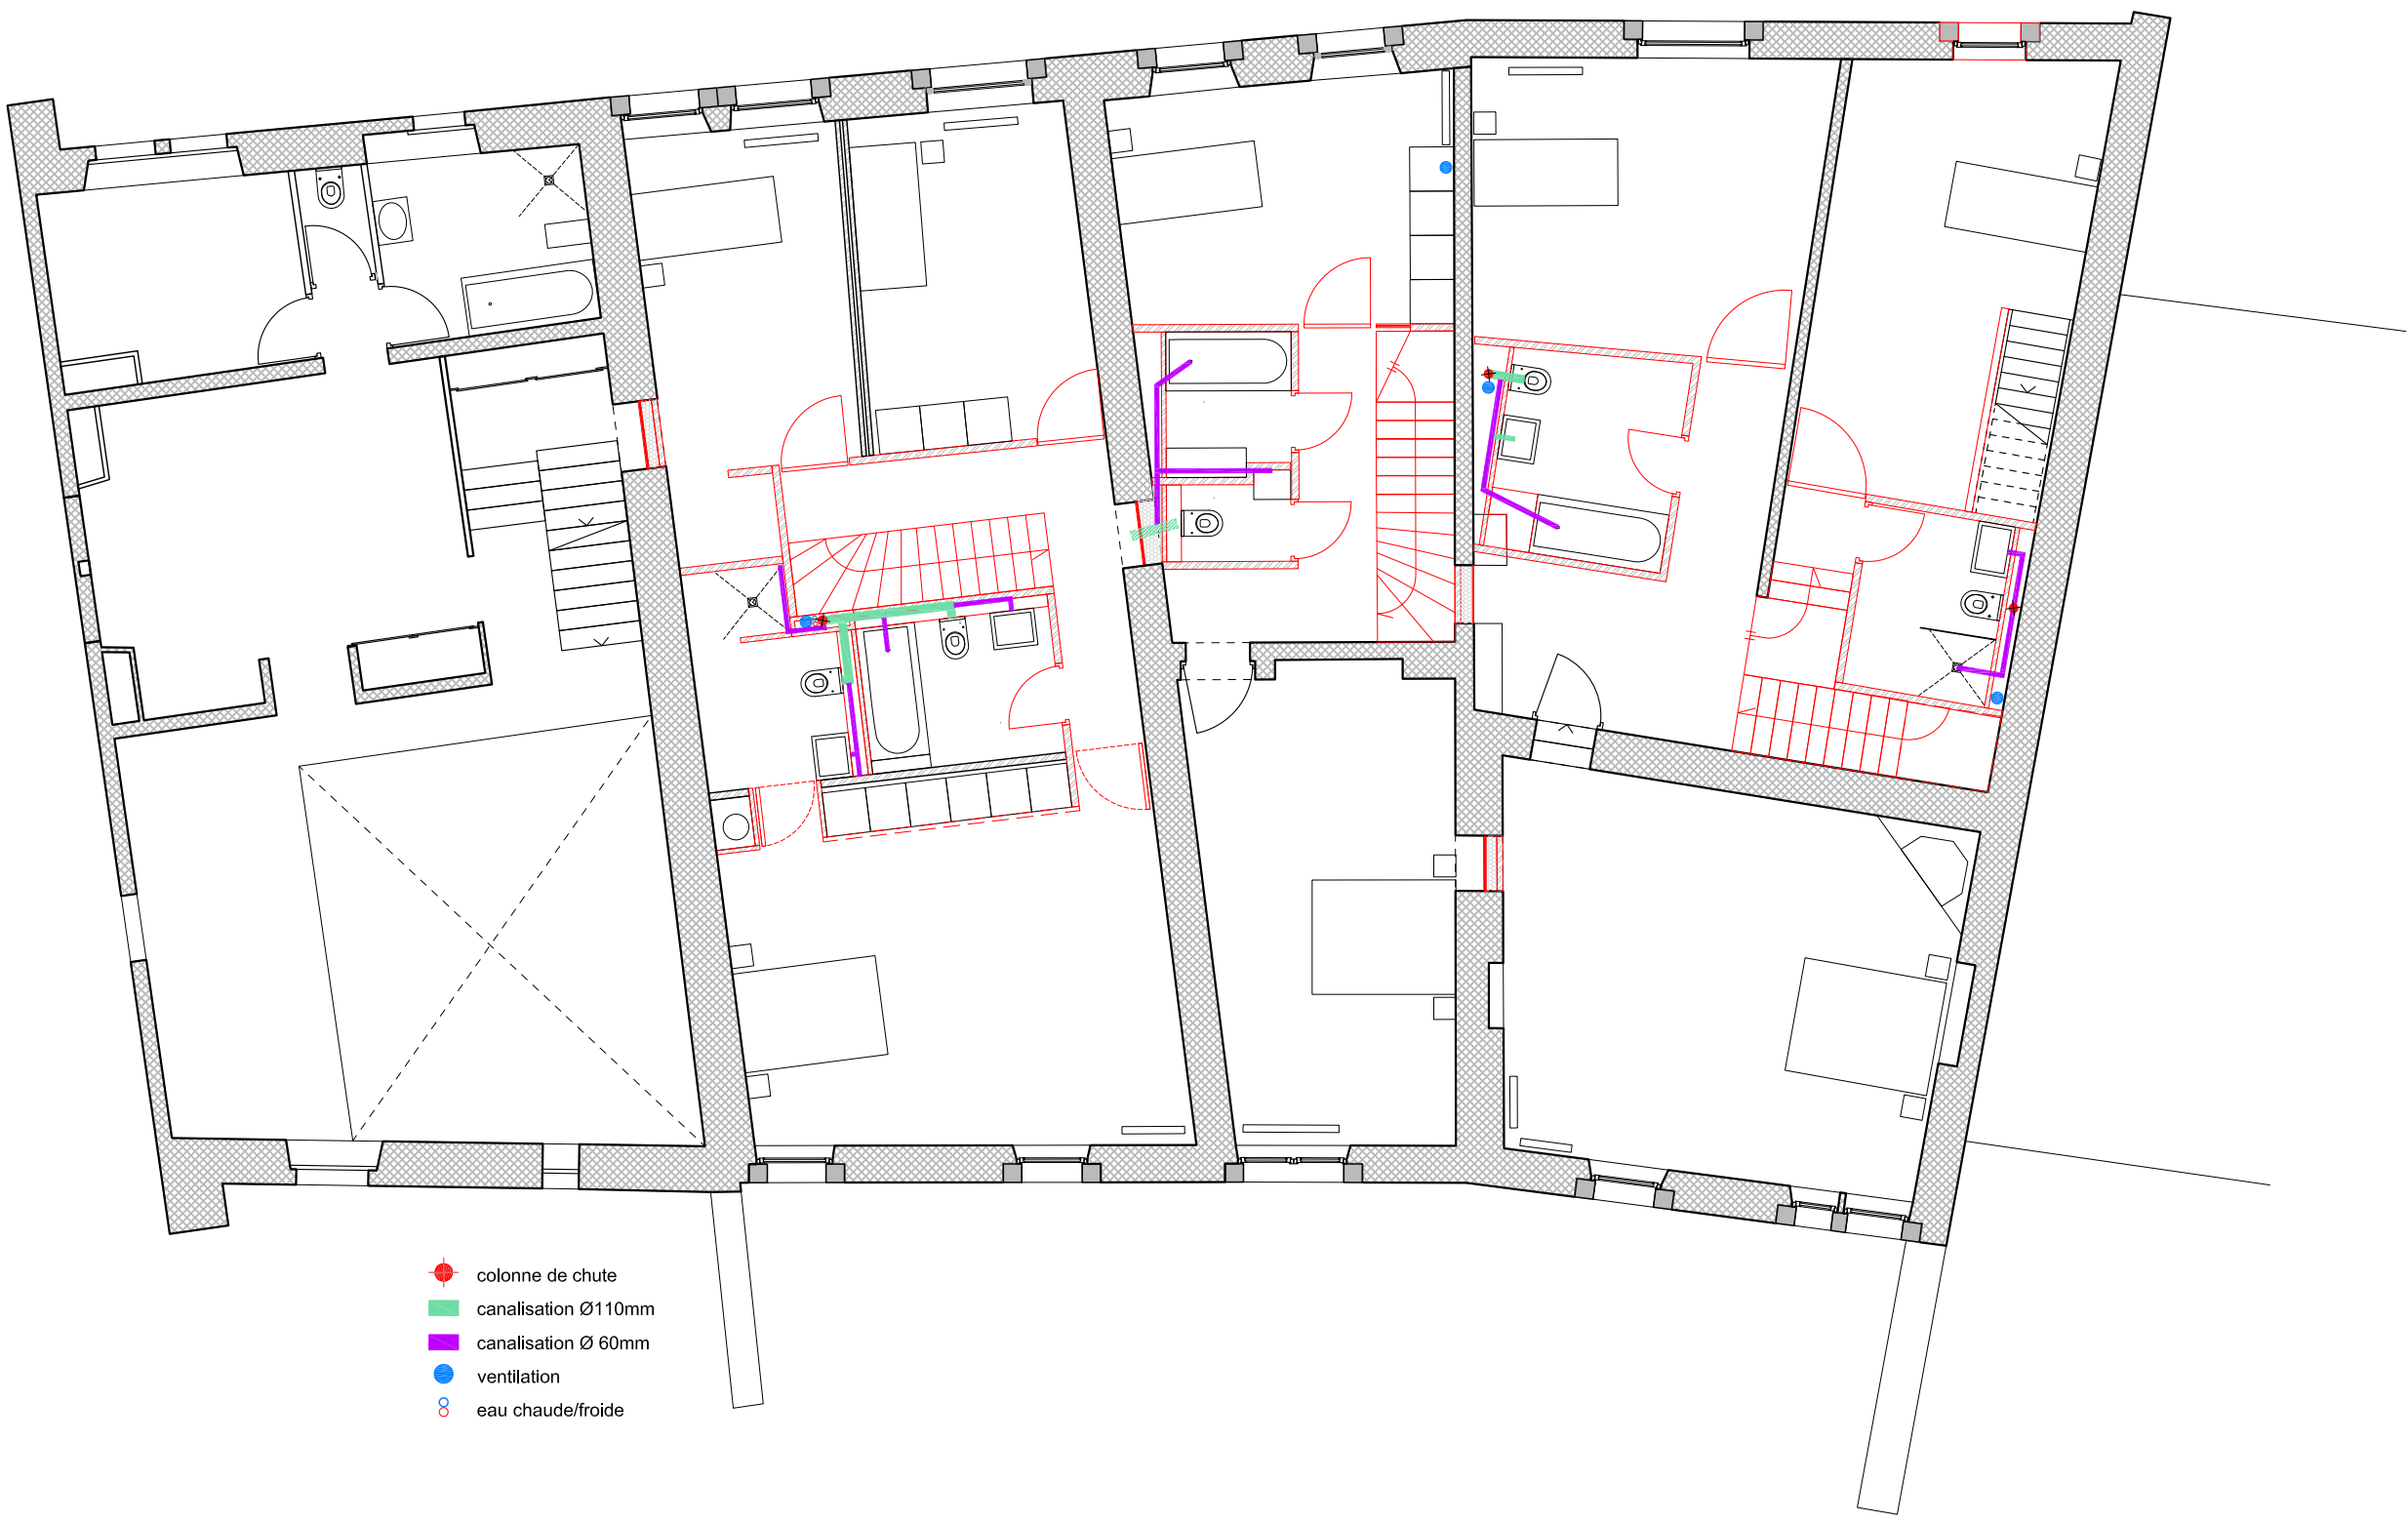 colonne de chute
canalisation Ø110mm
canalisation Ø 60mm
ventilation
eau chaude/froide